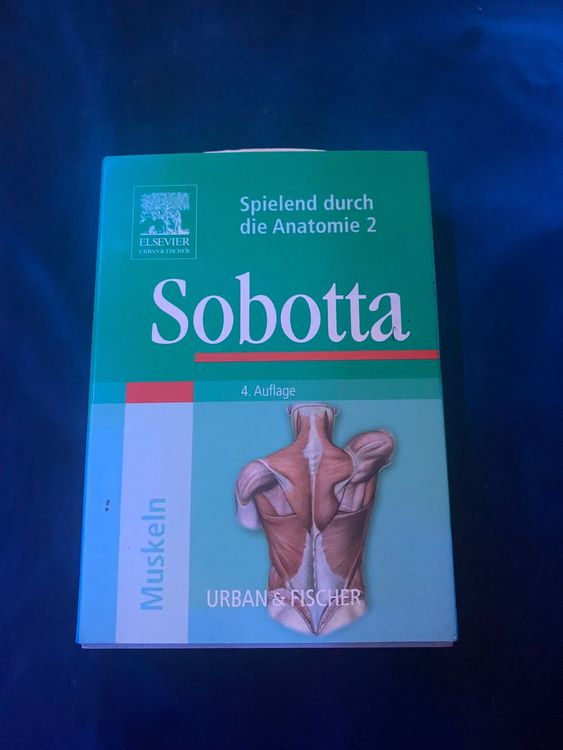 ELSEVIER
URBAN & FISCHER
Spielend durch
die Anatomie 2
Sobotta
4. Auflage
Muskeln
URBAN & FISCHER